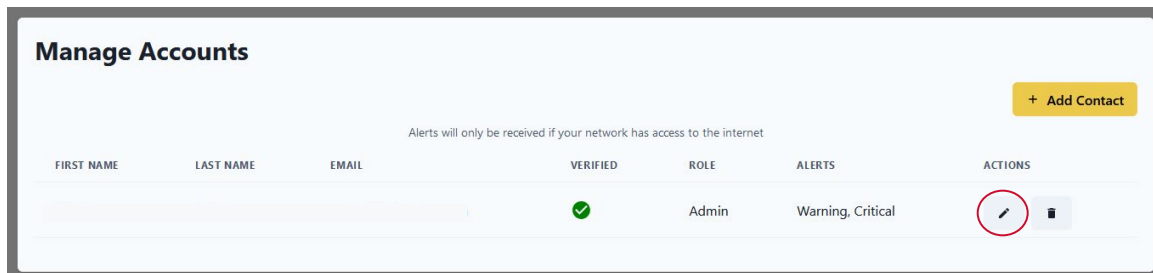 Manage Accounts
+ Add Contact
Alerts will only be received if your network has access to the internet
FIRST NAME LAST NAME EMAIL VERIFIED ROLE ALERTS ACTIONS
Admin Warning, Critical